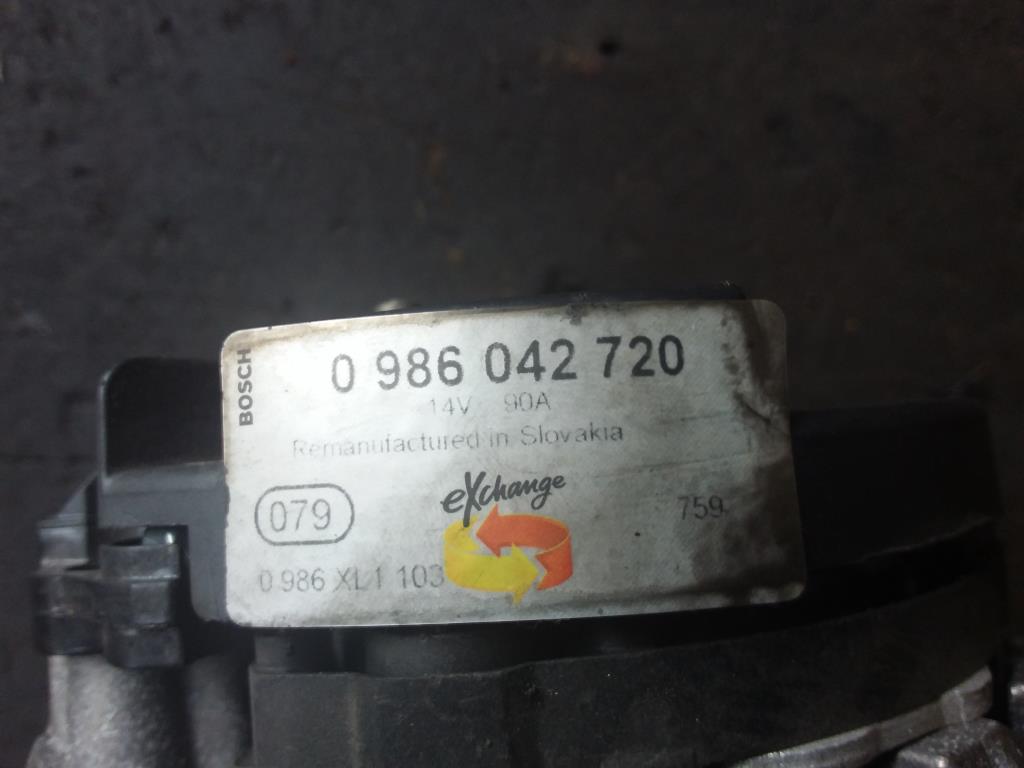 BOSCH
0 986 042 720
14V 90A
Remanufactured in Slovakia
eXchange
079
759
0 986 XL1 103